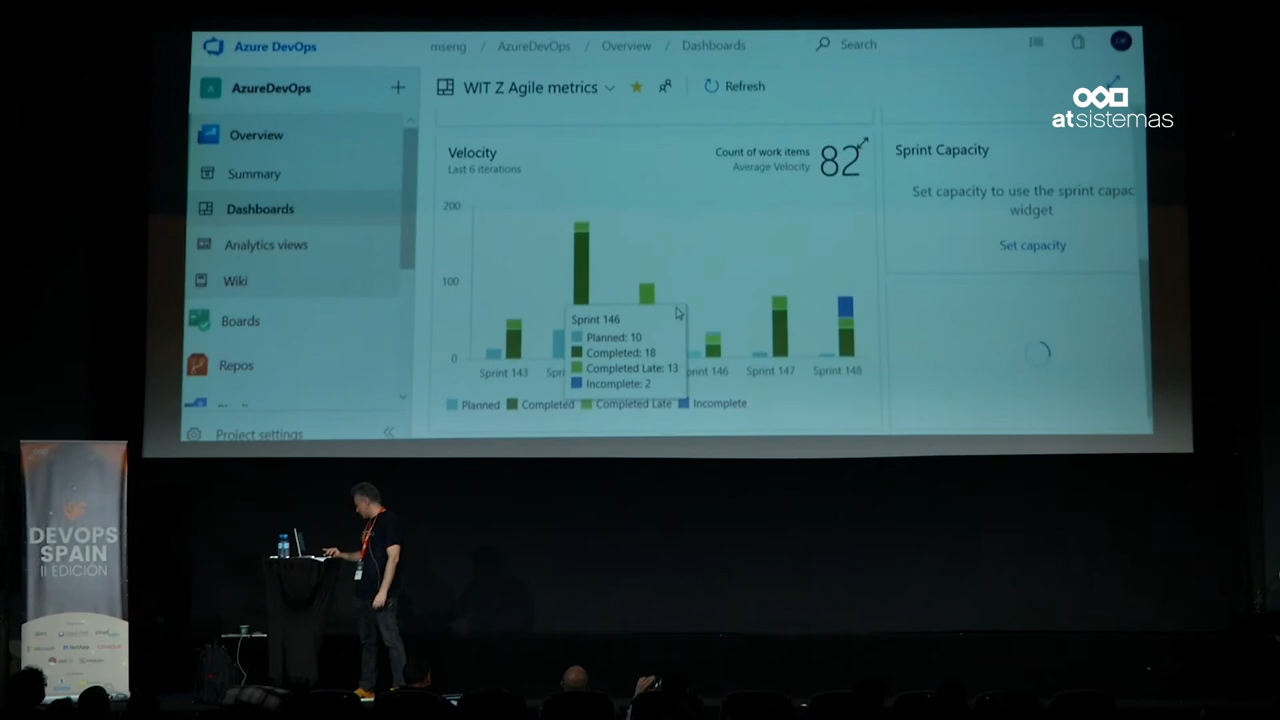 Azure DevOps
mseng / AzureDevOps / Overview / Dashboards
Search
AzureDevOps
WIT Z Agile metrics
Refresh
atsistemas
Overview
Summary
Dashboards
Analytics views
Wiki
Boards
Repos
Project settings
Velocity
Last 6 iterations
Count of work items
Average Velocity
82
200
100
0
Sprint 143
Spri
print 146
Sprint 147
Sprint 148
Sprint 146
Planned: 10
Completed: 18
Completed Late: 13
Incomplete: 2
Planned
Completed
Completed Late
Incomplete
Sprint Capacity
Set capacity to use the sprint capac
widget
Set capacity
DEVOPS
SPAIN
II EDICIÓN